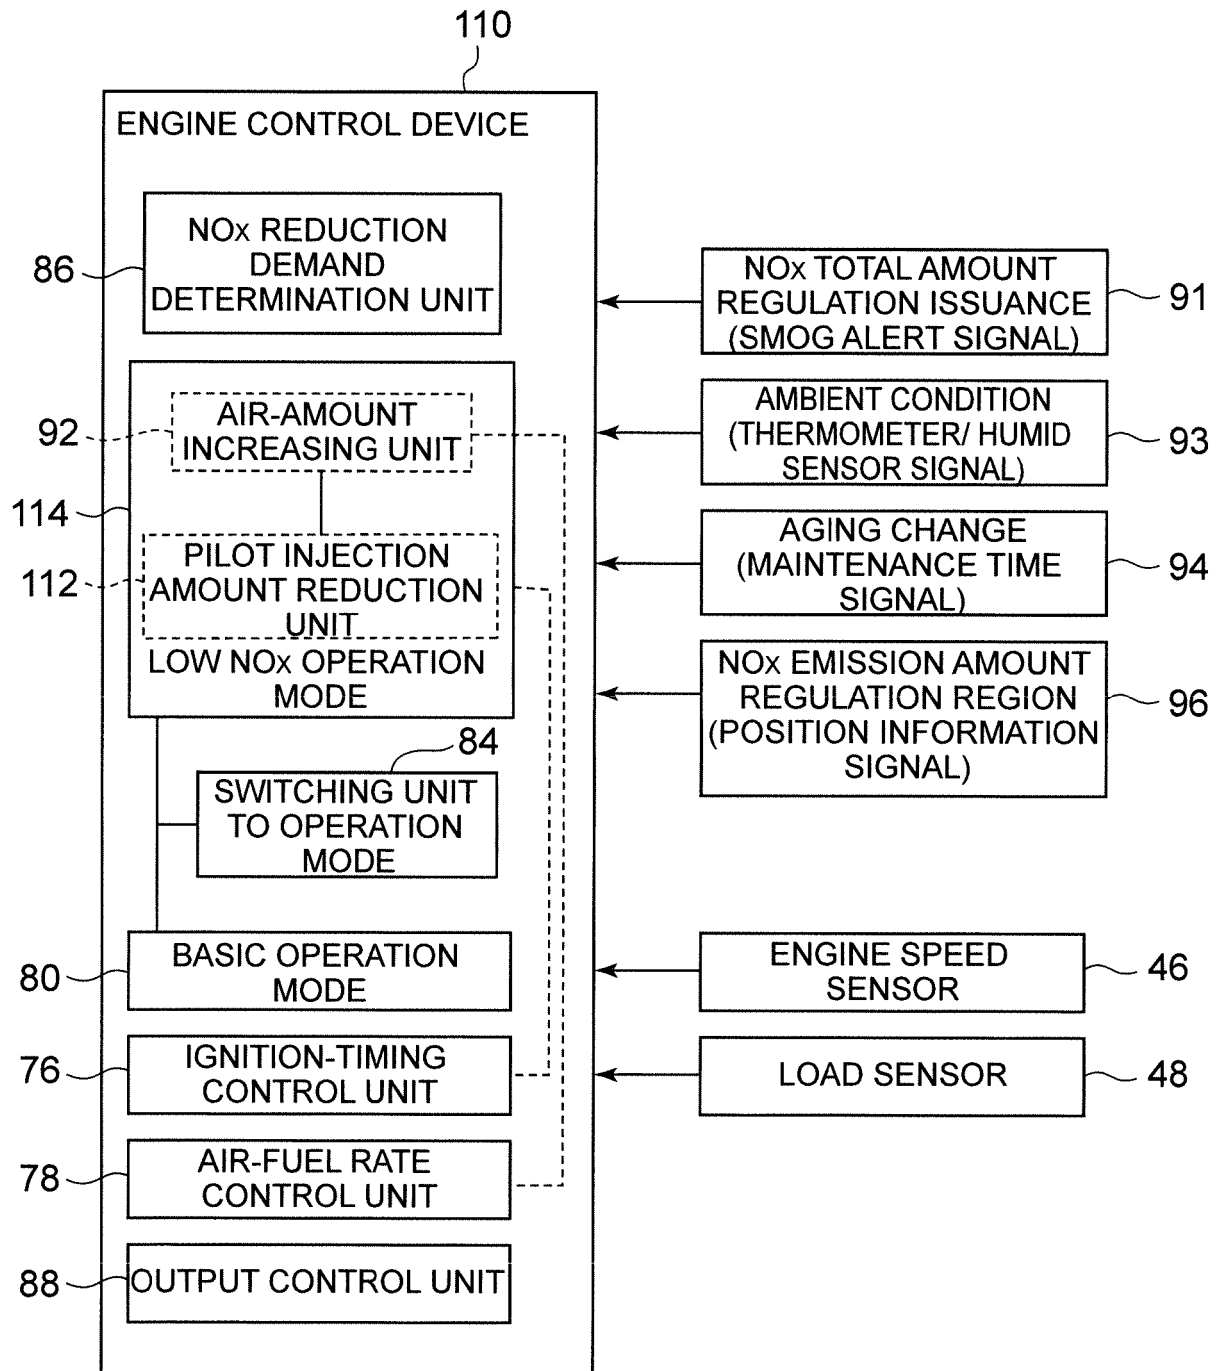 110
ENGINE CONTROL DEVICE
NOx REDUCTION
DEMAND
DETERMINATION UNIT
86
AIR-AMOUNT
INCREASING UNIT
92
114
PILOT INJECTION
AMOUNT REDUCTION
UNIT
112
LOW NOx OPERATION
MODE
84
SWITCHING UNIT
TO OPERATION
MODE
BASIC OPERATION
MODE
80
IGNITION-TIMING
CONTROL UNIT
76
AIR-FUEL RATE
CONTROL UNIT
78
OUTPUT CONTROL UNIT
88
NOx TOTAL AMOUNT
REGULATION ISSUANCE
(SMOG ALERT SIGNAL)
91
AMBIENT CONDITION
(THERMOMETER/ HUMID
SENSOR SIGNAL)
93
AGING CHANGE
(MAINTENANCE TIME
SIGNAL)
94
NOx EMISSION AMOUNT
REGULATION REGION
(POSITION INFORMATION
SIGNAL)
96
ENGINE SPEED
SENSOR
46
LOAD SENSOR
48